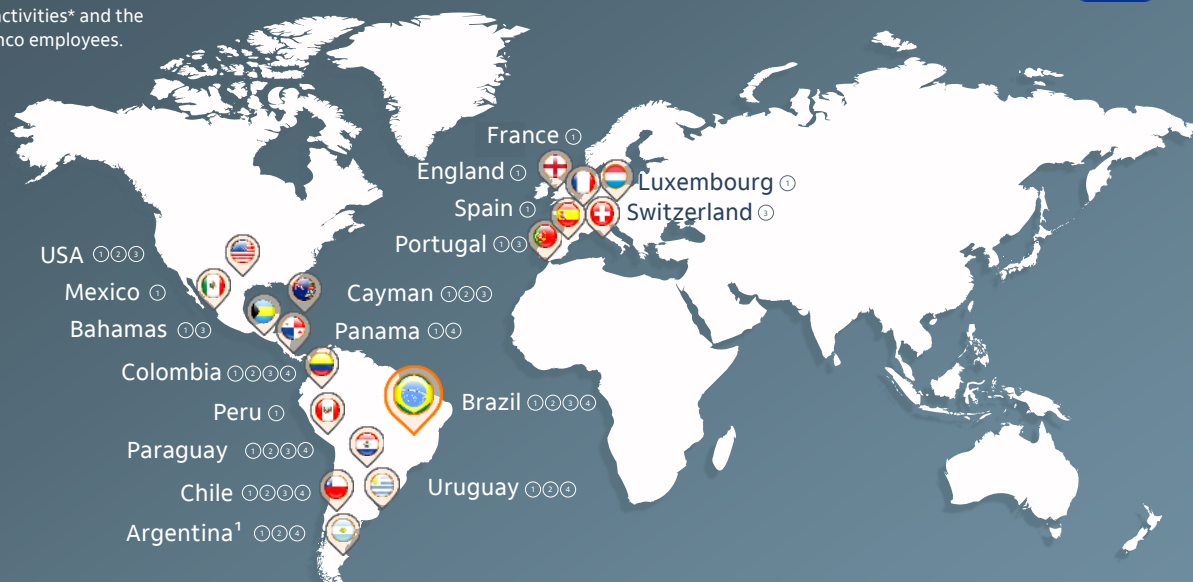 activities* and the
nco employees.
France ①
England ①
Luxembourg ①
Spain ①
Switzerland ③
Portugal ①③
USA ①②③
Mexico ①
Cayman ①②③
Bahamas ①③
Panama ①④
Colombia ①②③④
Peru ①
Brazil ①②③④
Paraguay ①②③④
Chile ①②③④
Uruguay ①②④
Argentina¹ ①②④